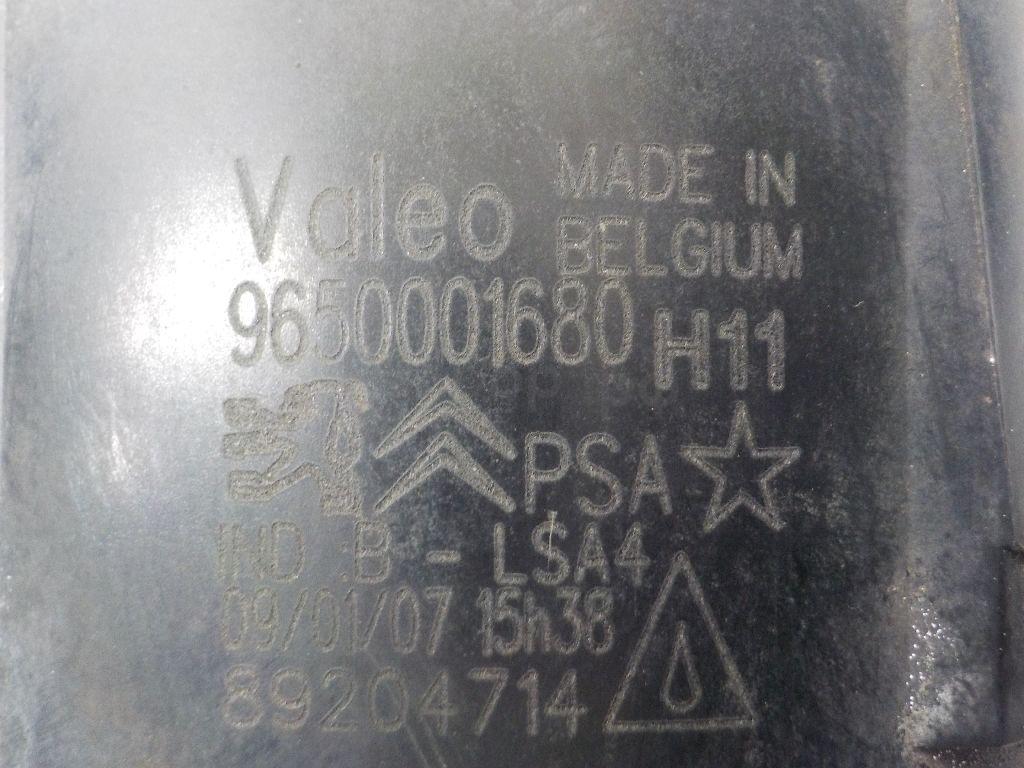 Valeo MADE IN
BELGIUM
9650001680 H11
PSA
IND :B - LSA4
09/01/07 15h38
89204714